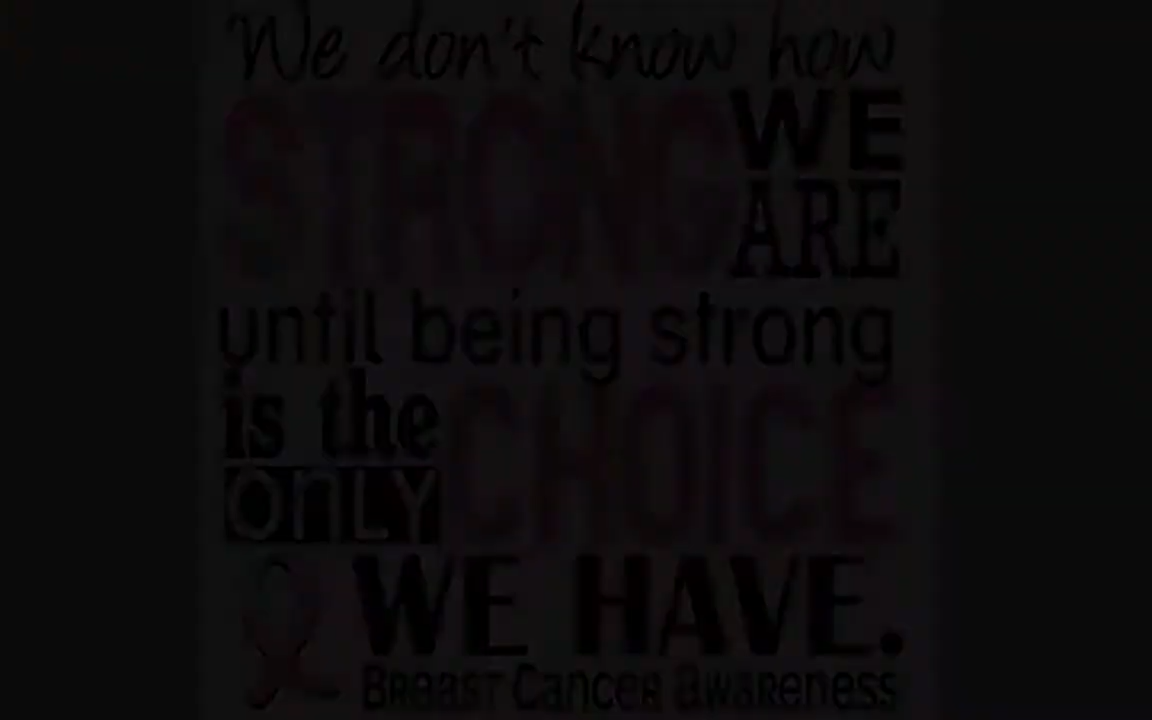 We don't know how
STRONG WE ARE
until being strong
is the ONLY CHOICE
WE HAVE.
Breast Cancer Awareness